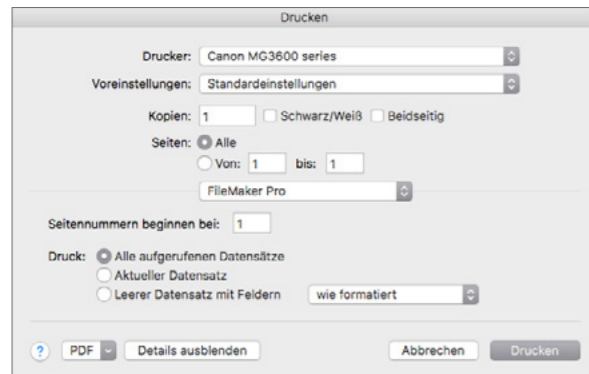 Drucken
Drucker: Canon MG3600 series
Voreinstellungen: Standardeinstellungen
Kopien: 1 Schwarz/Weiß Beidseitig
Seiten: Alle
Von: 1 bis: 1
FileMaker Pro
Seitennummern beginnen bei: 1
Druck: Alle aufgerufenen Datensätze
Aktueller Datensatz
Leerer Datensatz mit Feldern wie formatiert
? PDF Details ausblenden Abbrechen Drucken